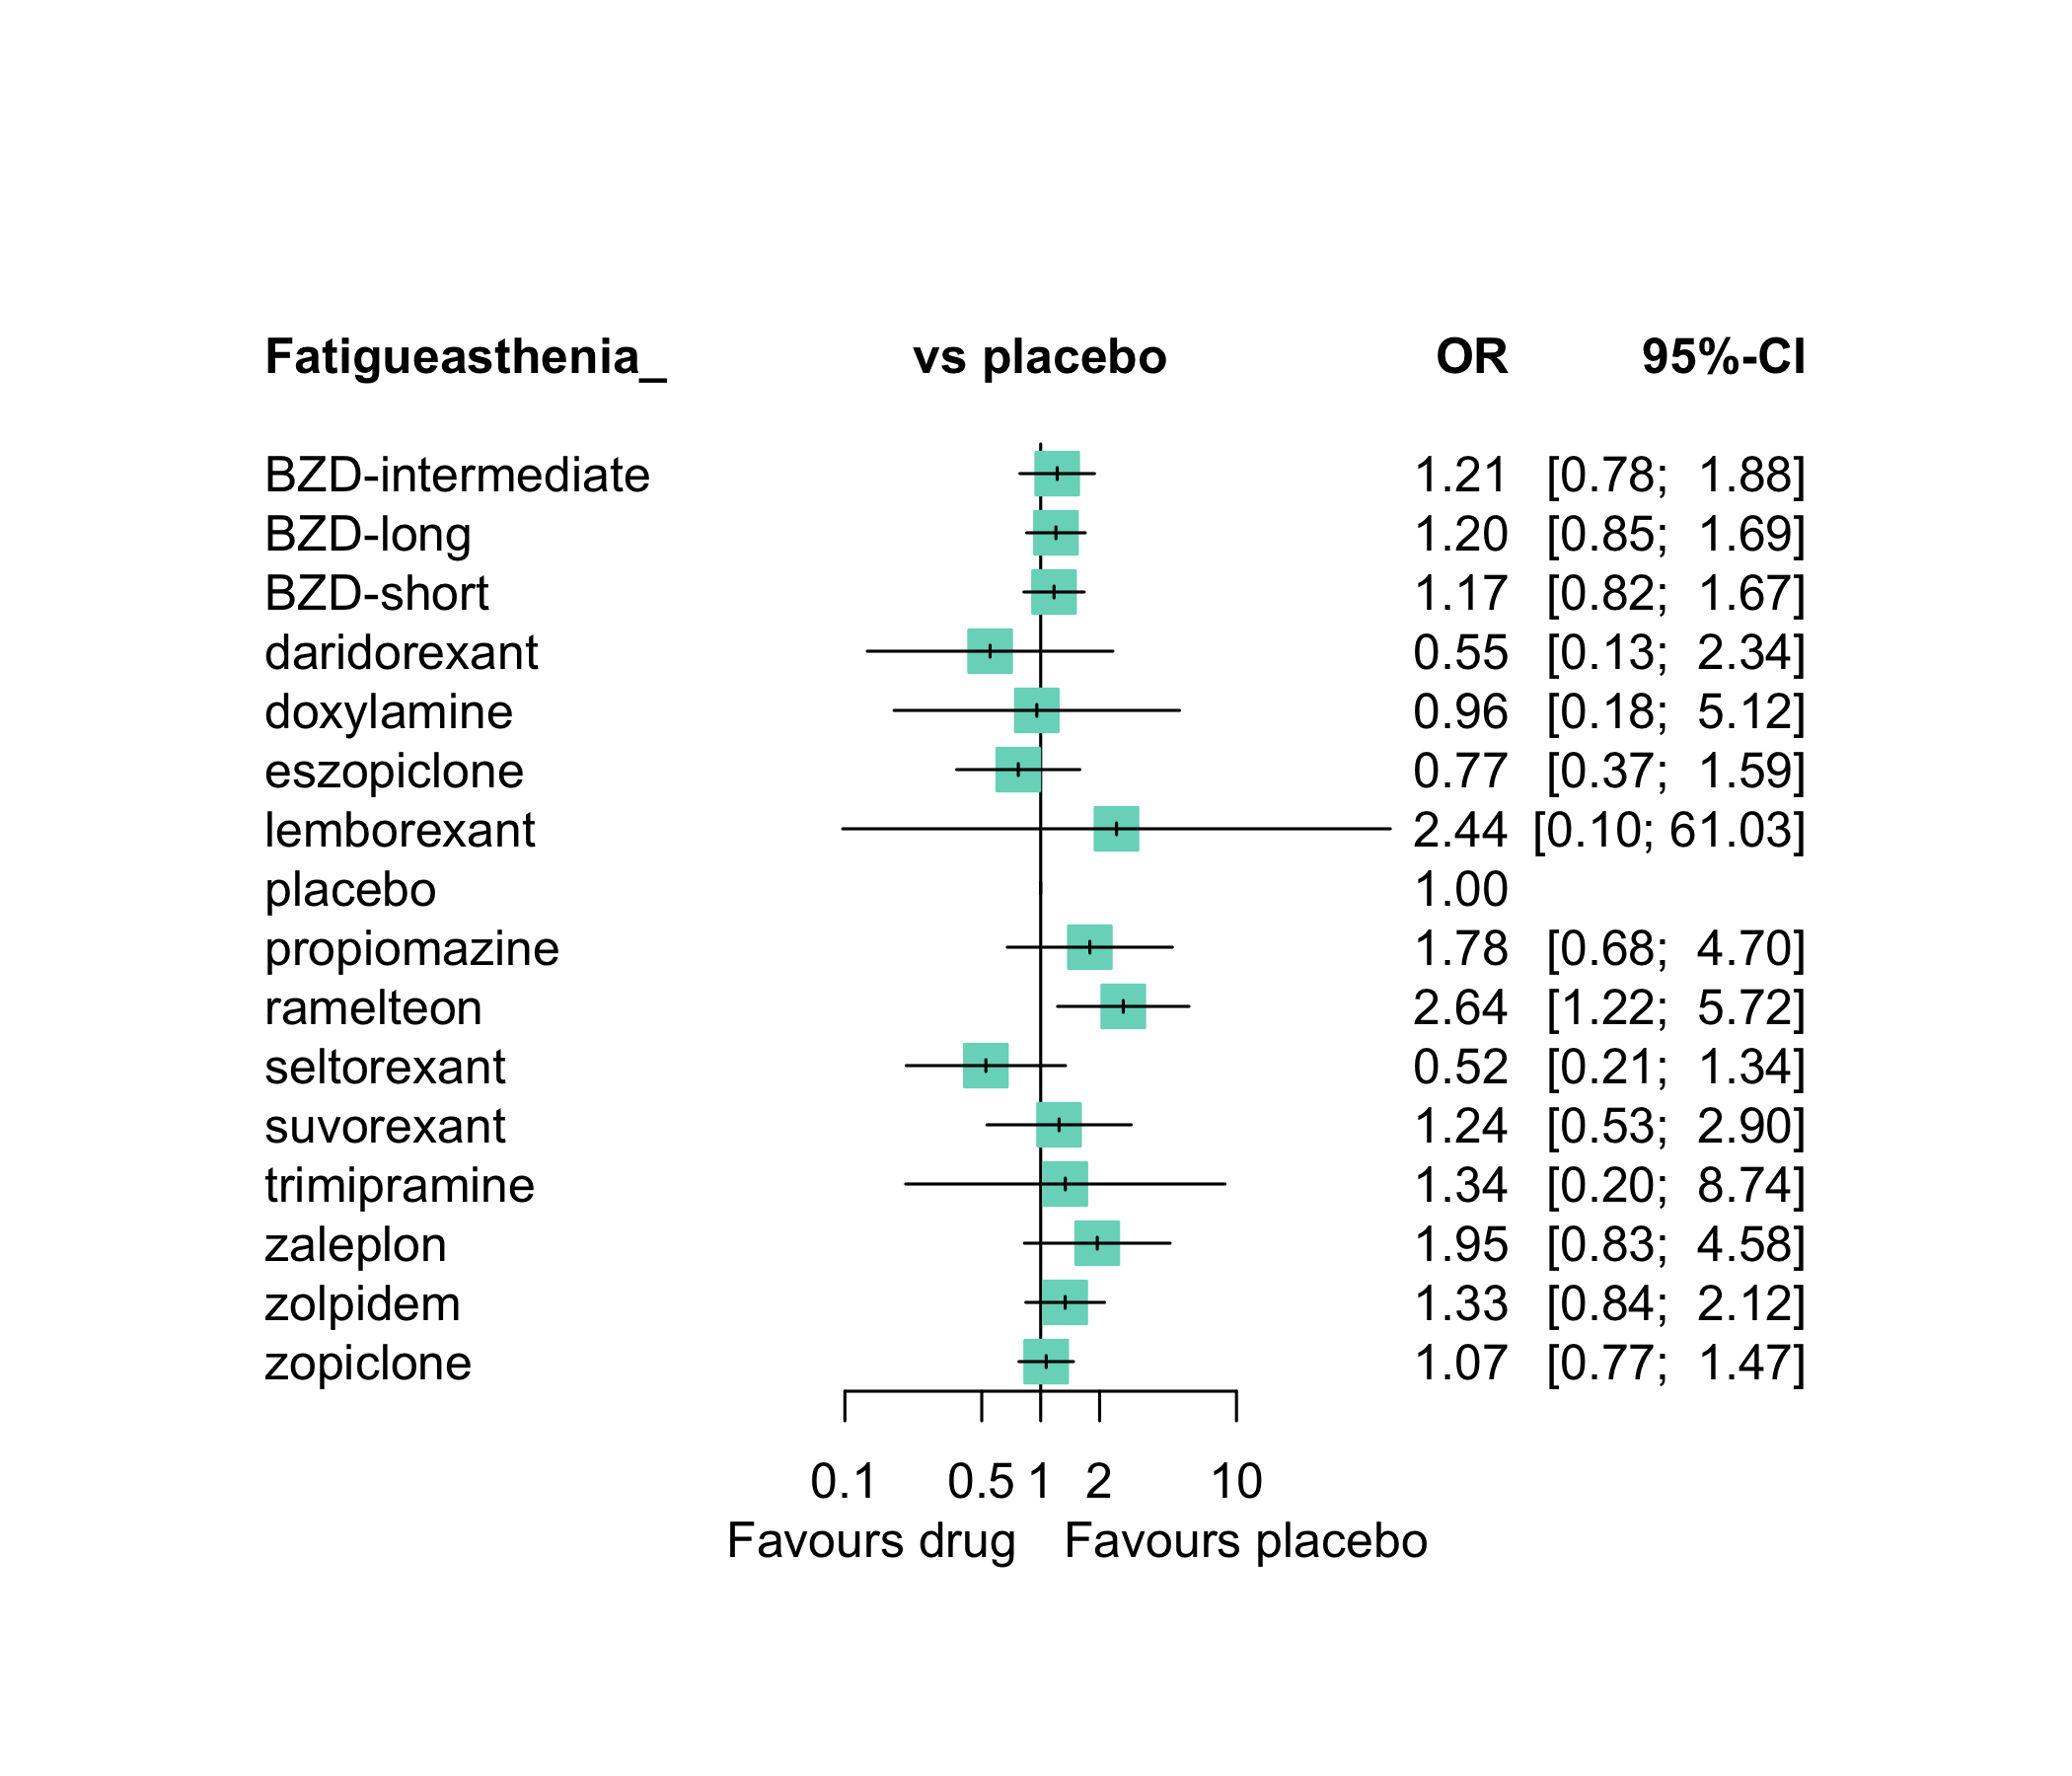 Fatigueasthenia_ vs placebo OR 95%-CI
BZD-intermediate 1.21 [0.78; 1.88]
BZD-long 1.20 [0.85; 1.69]
BZD-short 1.17 [0.82; 1.67]
daridorexant 0.55 [0.13; 2.34]
doxylamine 0.96 [0.18; 5.12]
eszopiclone 0.77 [0.37; 1.59]
lemborexant 2.44 [0.10; 61.03]
placebo 1.00
propiomazine 1.78 [0.68; 4.70]
ramelteon 2.64 [1.22; 5.72]
seltorexant 0.52 [0.21; 1.34]
suvorexant 1.24 [0.53; 2.90]
trimipramine 1.34 [0.20; 8.74]
zaleplon 1.95 [0.83; 4.58]
zolpidem 1.33 [0.84; 2.12]
zopiclone 1.07 [0.77; 1.47]
0.1 0.5 1 2 10
Favours drug Favours placebo